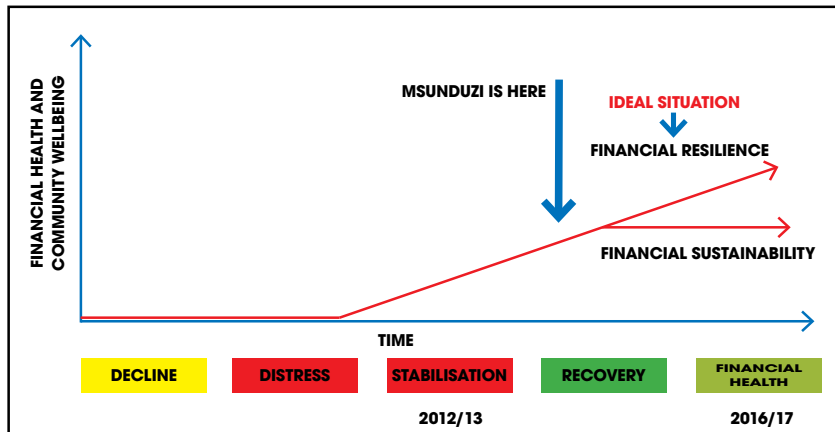 FINANCIAL HEALTH AND
COMMUNITY WELLBEING
MSUNDUZI IS HERE
IDEAL SITUATION
FINANCIAL RESILIENCE
FINANCIAL SUSTAINABILITY
TIME
DECLINE
DISTRESS
STABILISATION
RECOVERY
FINANCIAL
HEALTH
2012/13
2016/17